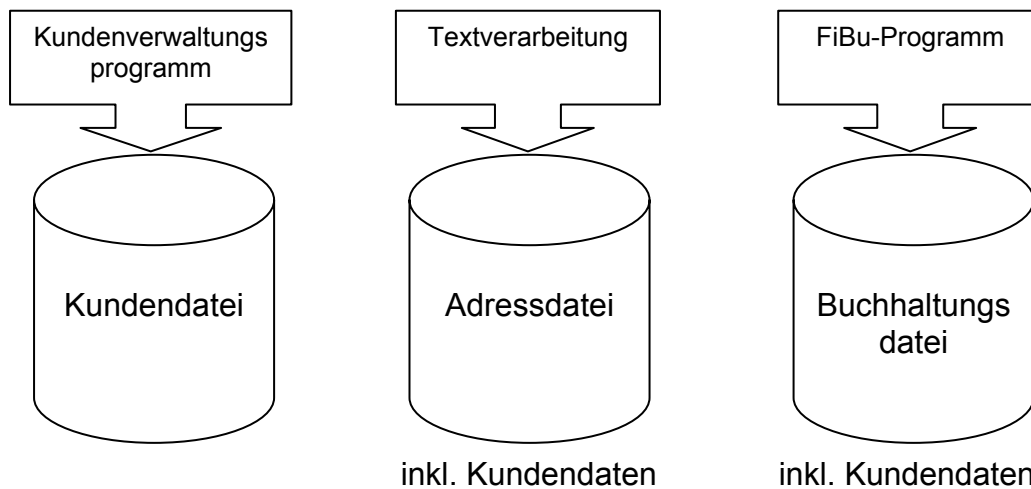 Kundenverwaltungs
programm
Textverarbeitung
FiBu-Programm
Kundendatei
Adressdatei
Buchhaltungs
datei
inkl. Kundendaten
inkl. Kundendaten